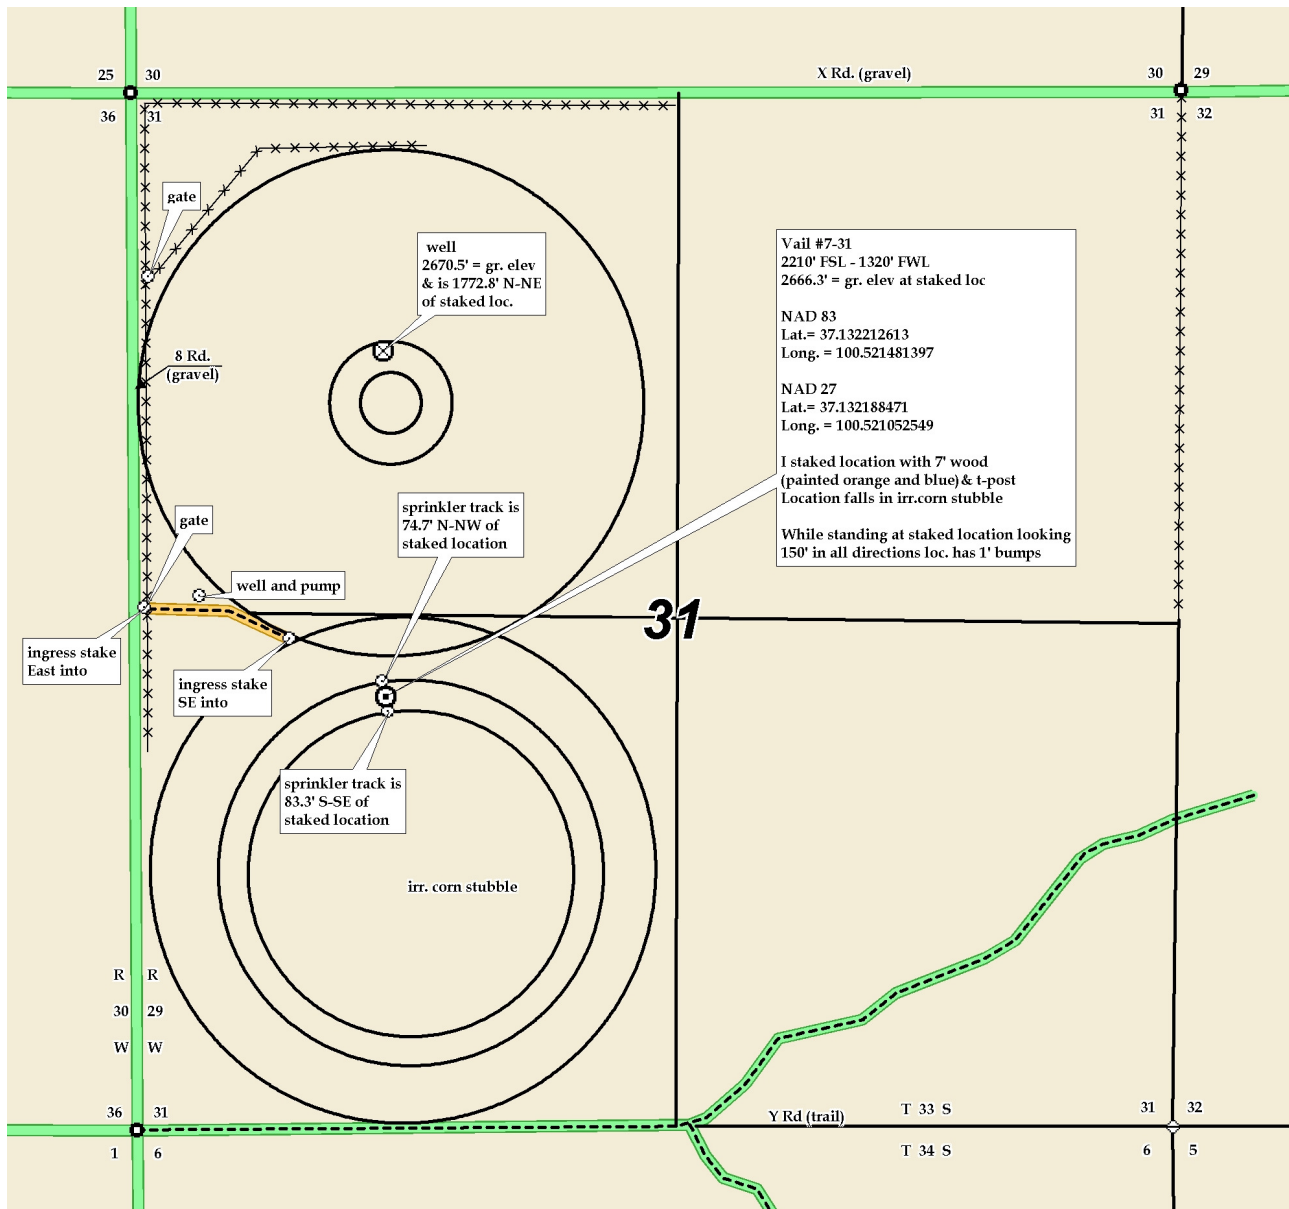 X Rd. (gravel)
25 30
30 29
36 31
31 32
gate
well
2670.5' = gr. elev
& is 1772.8' N-NE
of staked loc.
Vail #7-31
2210' FSL - 1320' FWL
2666.3' = gr. elev at staked loc
NAD 83
Lat.= 37.132212613
Long. = 100.521481397
NAD 27
Lat.= 37.132188471
Long. = 100.521052549
I staked location with 7' wood
(painted orange and blue)& t-post
Location falls in irr.corn stubble
While standing at staked location looking
150' in all directions loc. has 1' bumps
8 Rd.
(gravel)
sprinkler track is
74.7' N-NW of
staked location
gate
well and pump
31
ingress stake
East into
ingress stake
SE into
sprinkler track is
83.3' S-SE of
staked location
irr. corn stubble
R R
30 29
W W
36 31
Y Rd (trail)
T 33 S
31 32
1 6
T 34 S
6 5